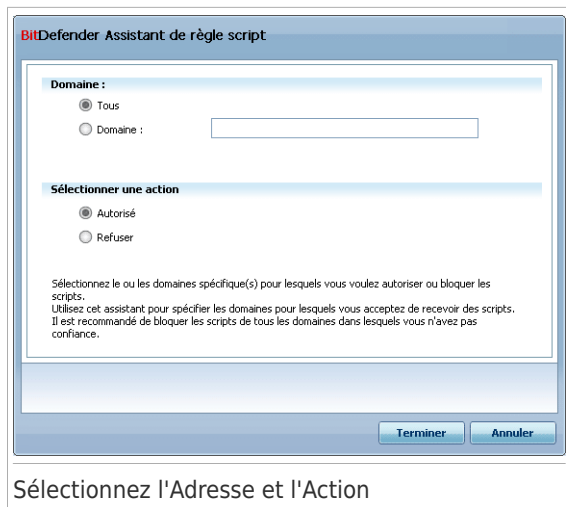 BitDefender Assistant de règle script
Domaine :
Tous
Domaine :
Sélectionner une action
Autorisé
Refuser
Sélectionnez le ou les domaines spécifique(s) pour lesquels vous voulez autoriser ou bloquer les
scripts.
Utilisez cet assistant pour spécifier les domaines pour lesquels vous acceptez de recevoir des scripts.
Il est recommandé de bloquer les scripts de tous les domaines dans lesquels vous n'avez pas
confiance.
Terminer
Annuler
Sélectionnez l'Adresse et l'Action